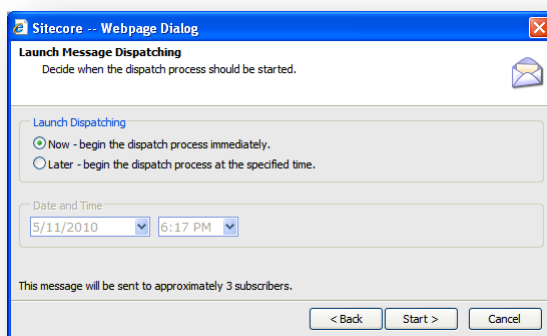 Sitecore -- Webpage Dialog
Launch Message Dispatching
Decide when the dispatch process should be started.
Launch Dispatching
Now - begin the dispatch process immediately.
Later - begin the dispatch process at the specified time.
Date and Time
5/11/2010 6:17 PM
This message will be sent to approximately 3 subscribers.
< Back Start > Cancel